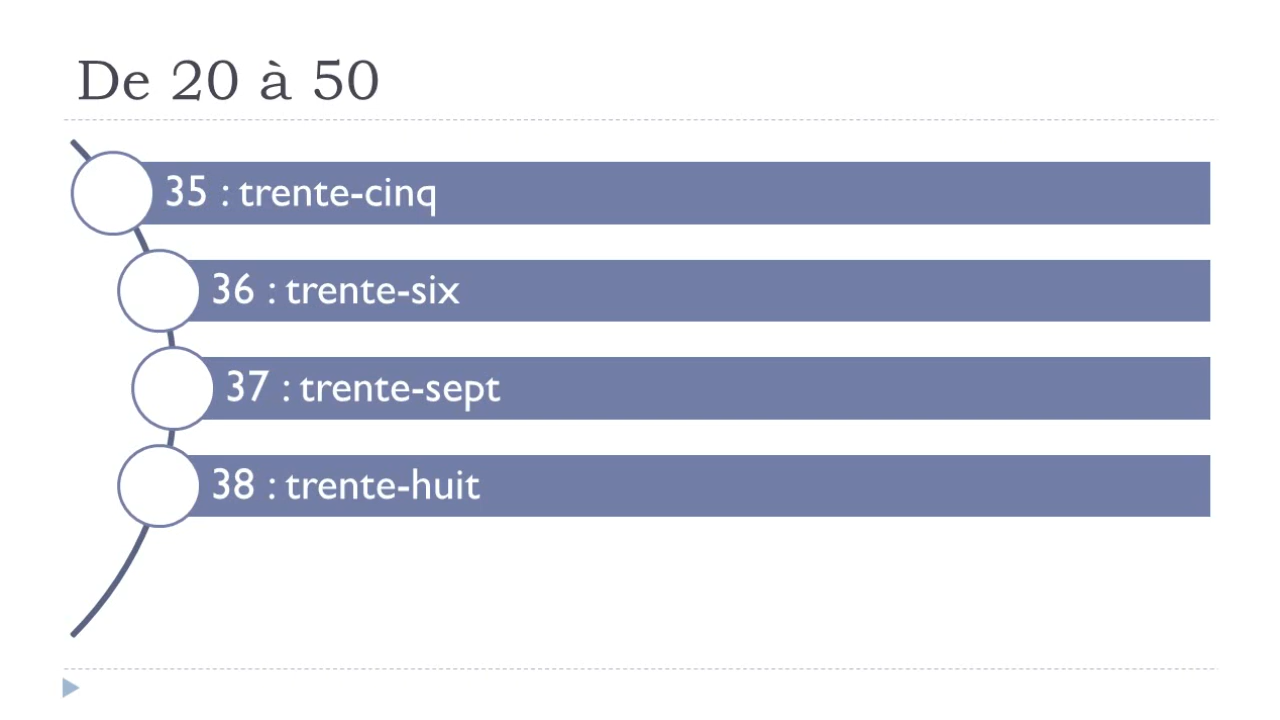 De 20 à 50
35 : trente-cinq
36 : trente-six
37 : trente-sept
38 : trente-huit